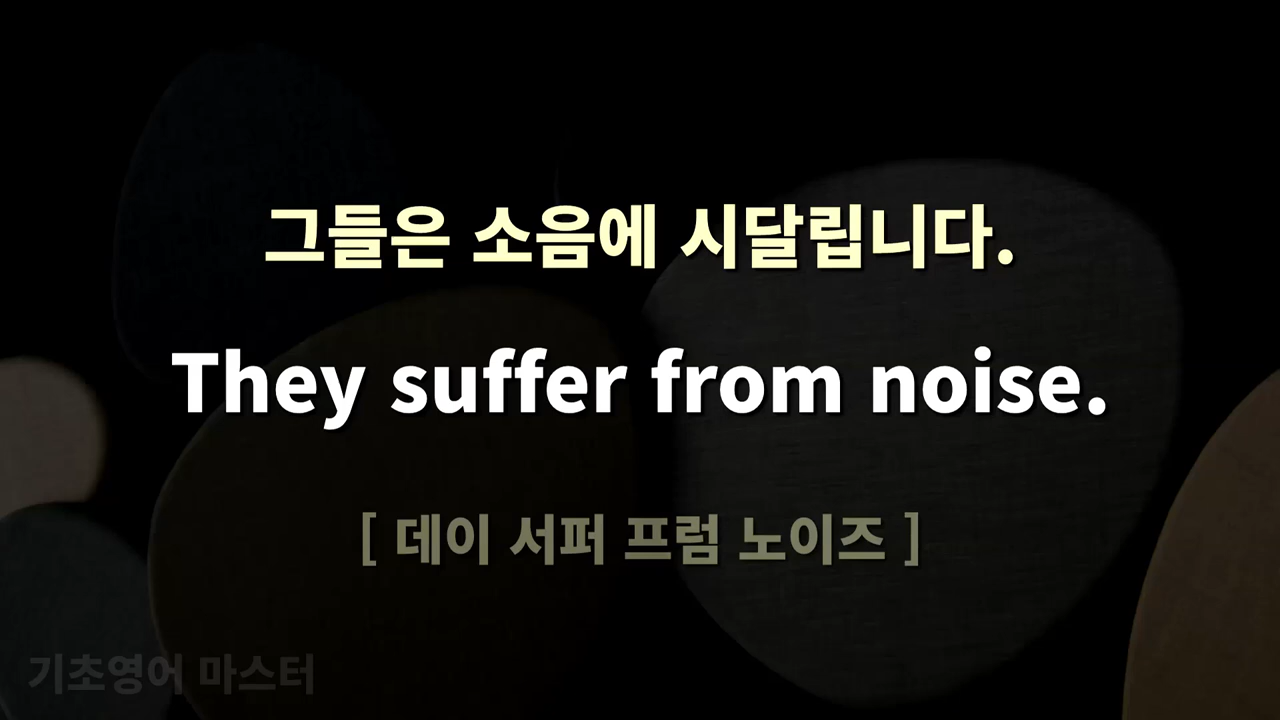 그들은 소음에 시달립니다.
They suffer from noise.
[ 데이 서퍼 프럼 노이즈 ]
기초영어 마스터